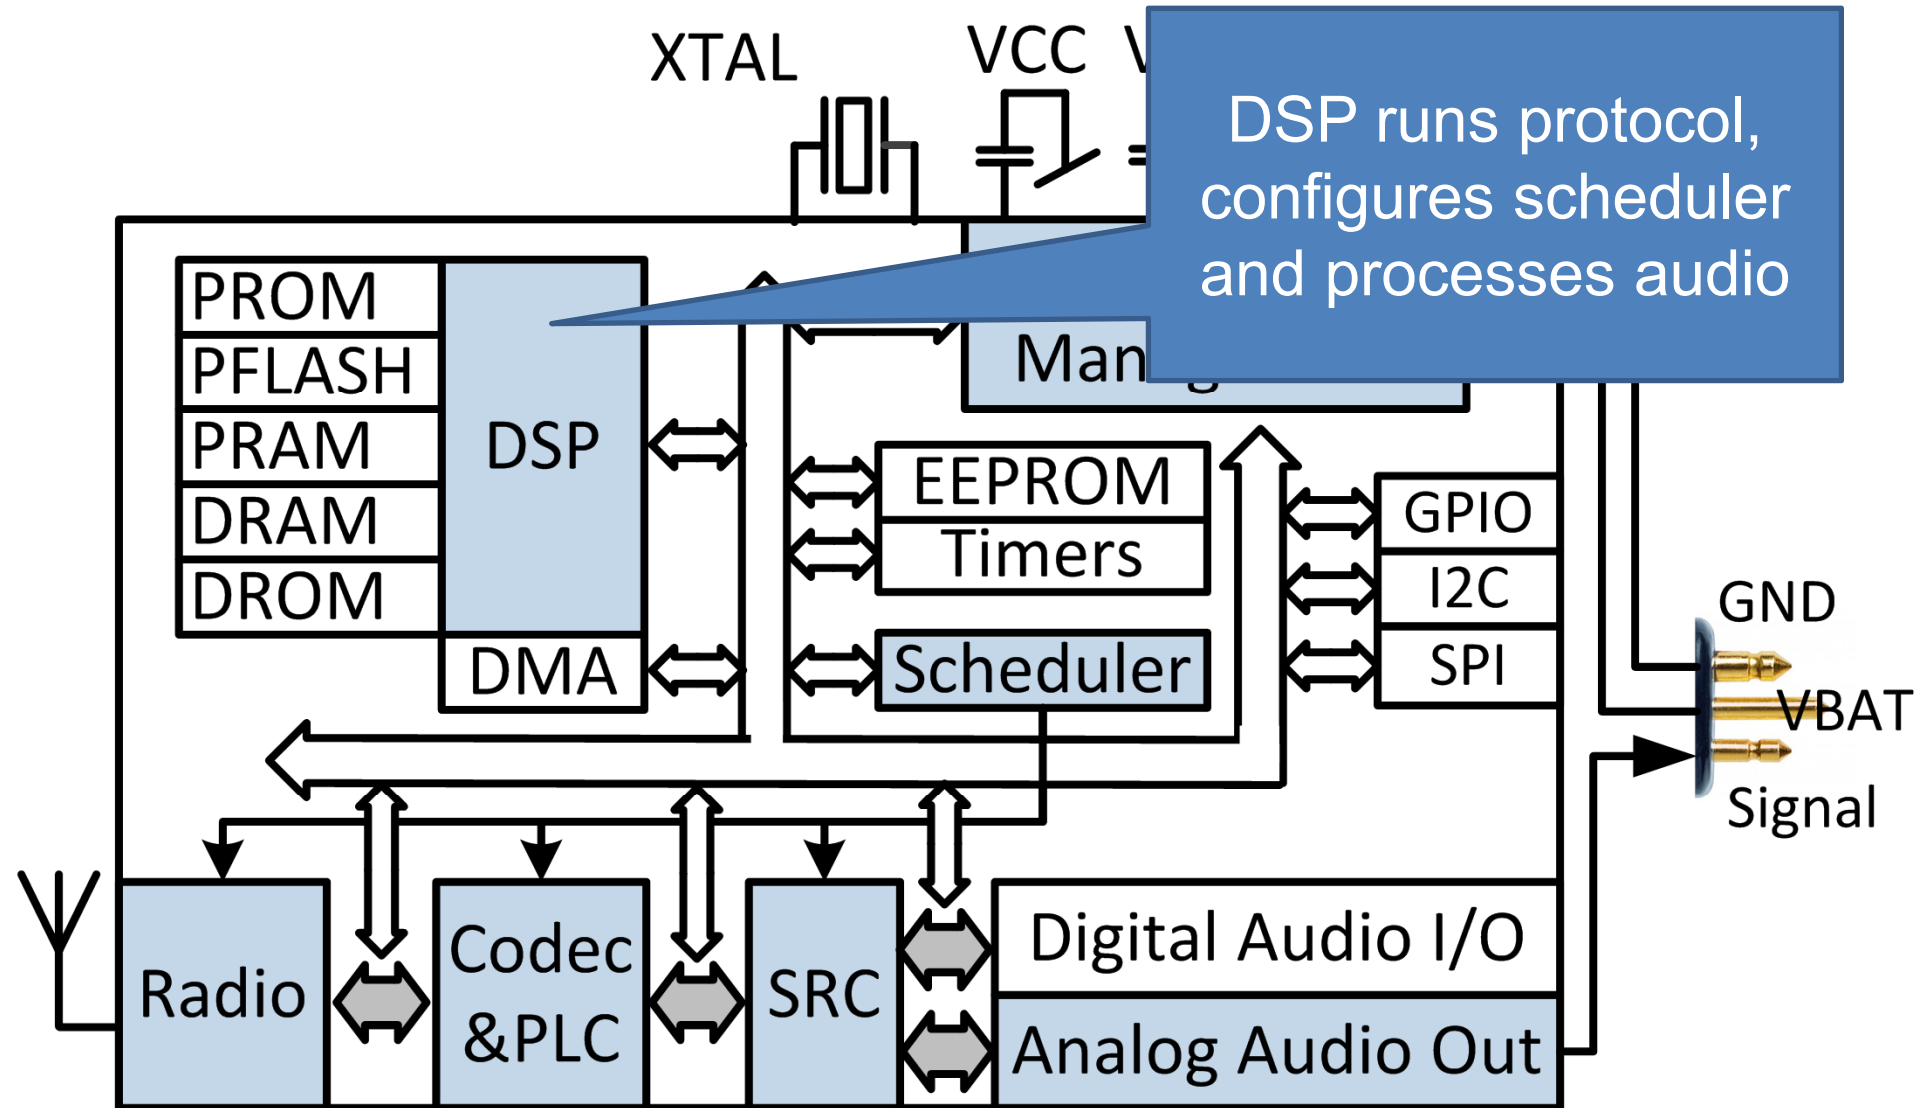 XTAL
VCC
DSP runs protocol,
configures scheduler
and processes audio
PROM
PFLASH
PRAM
DRAM
DROM
DSP
DMA
EEPROM
Timers
Scheduler
GPIO
I2C
SPI
GND
VBAT
Signal
Radio
Codec
&PLC
SRC
Digital Audio I/O
Analog Audio Out